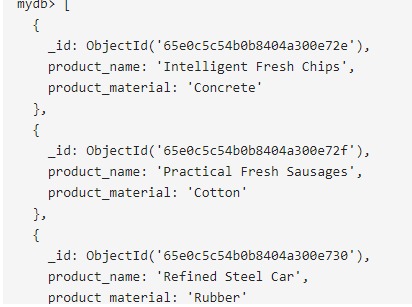 mydb> [
{
_id: ObjectId('65e0c5c54b0b8404a300e72e'),
product_name: 'Intelligent Fresh Chips',
product_material: 'Concrete'
},
{
_id: ObjectId('65e0c5c54b0b8404a300e72f'),
product_name: 'Practical Fresh Sausages',
product_material: 'Cotton'
},
{
_id: ObjectId('65e0c5c54b0b8404a300e730'),
product_name: 'Refined Steel Car',
product_material: 'Rubber'